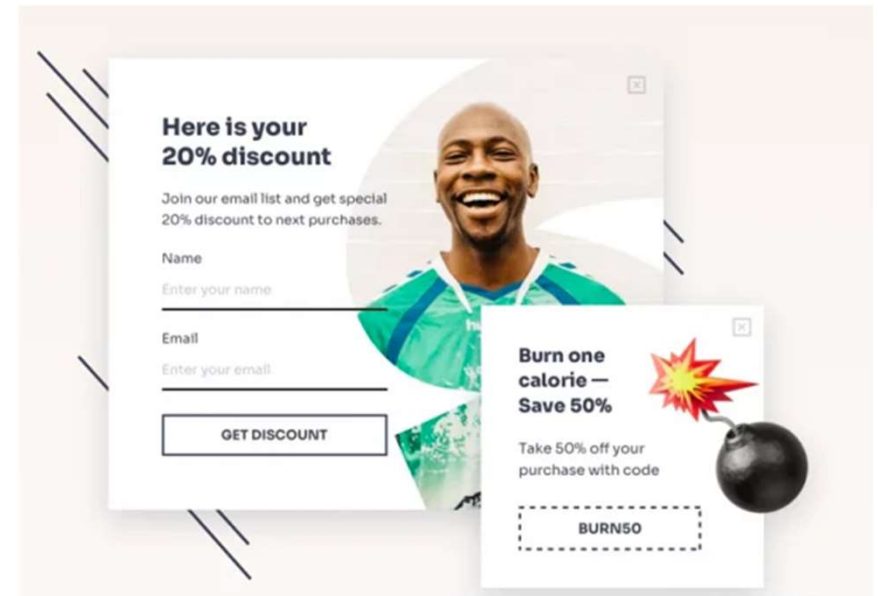 Here is your
20% discount
Join our email list and get special
20% discount to next purchases.
Name
Enter your name
Email
Enter your email
GET DISCOUNT
Burn one
calorie —
Save 50%
Take 50% off your
purchase with code
BURN50